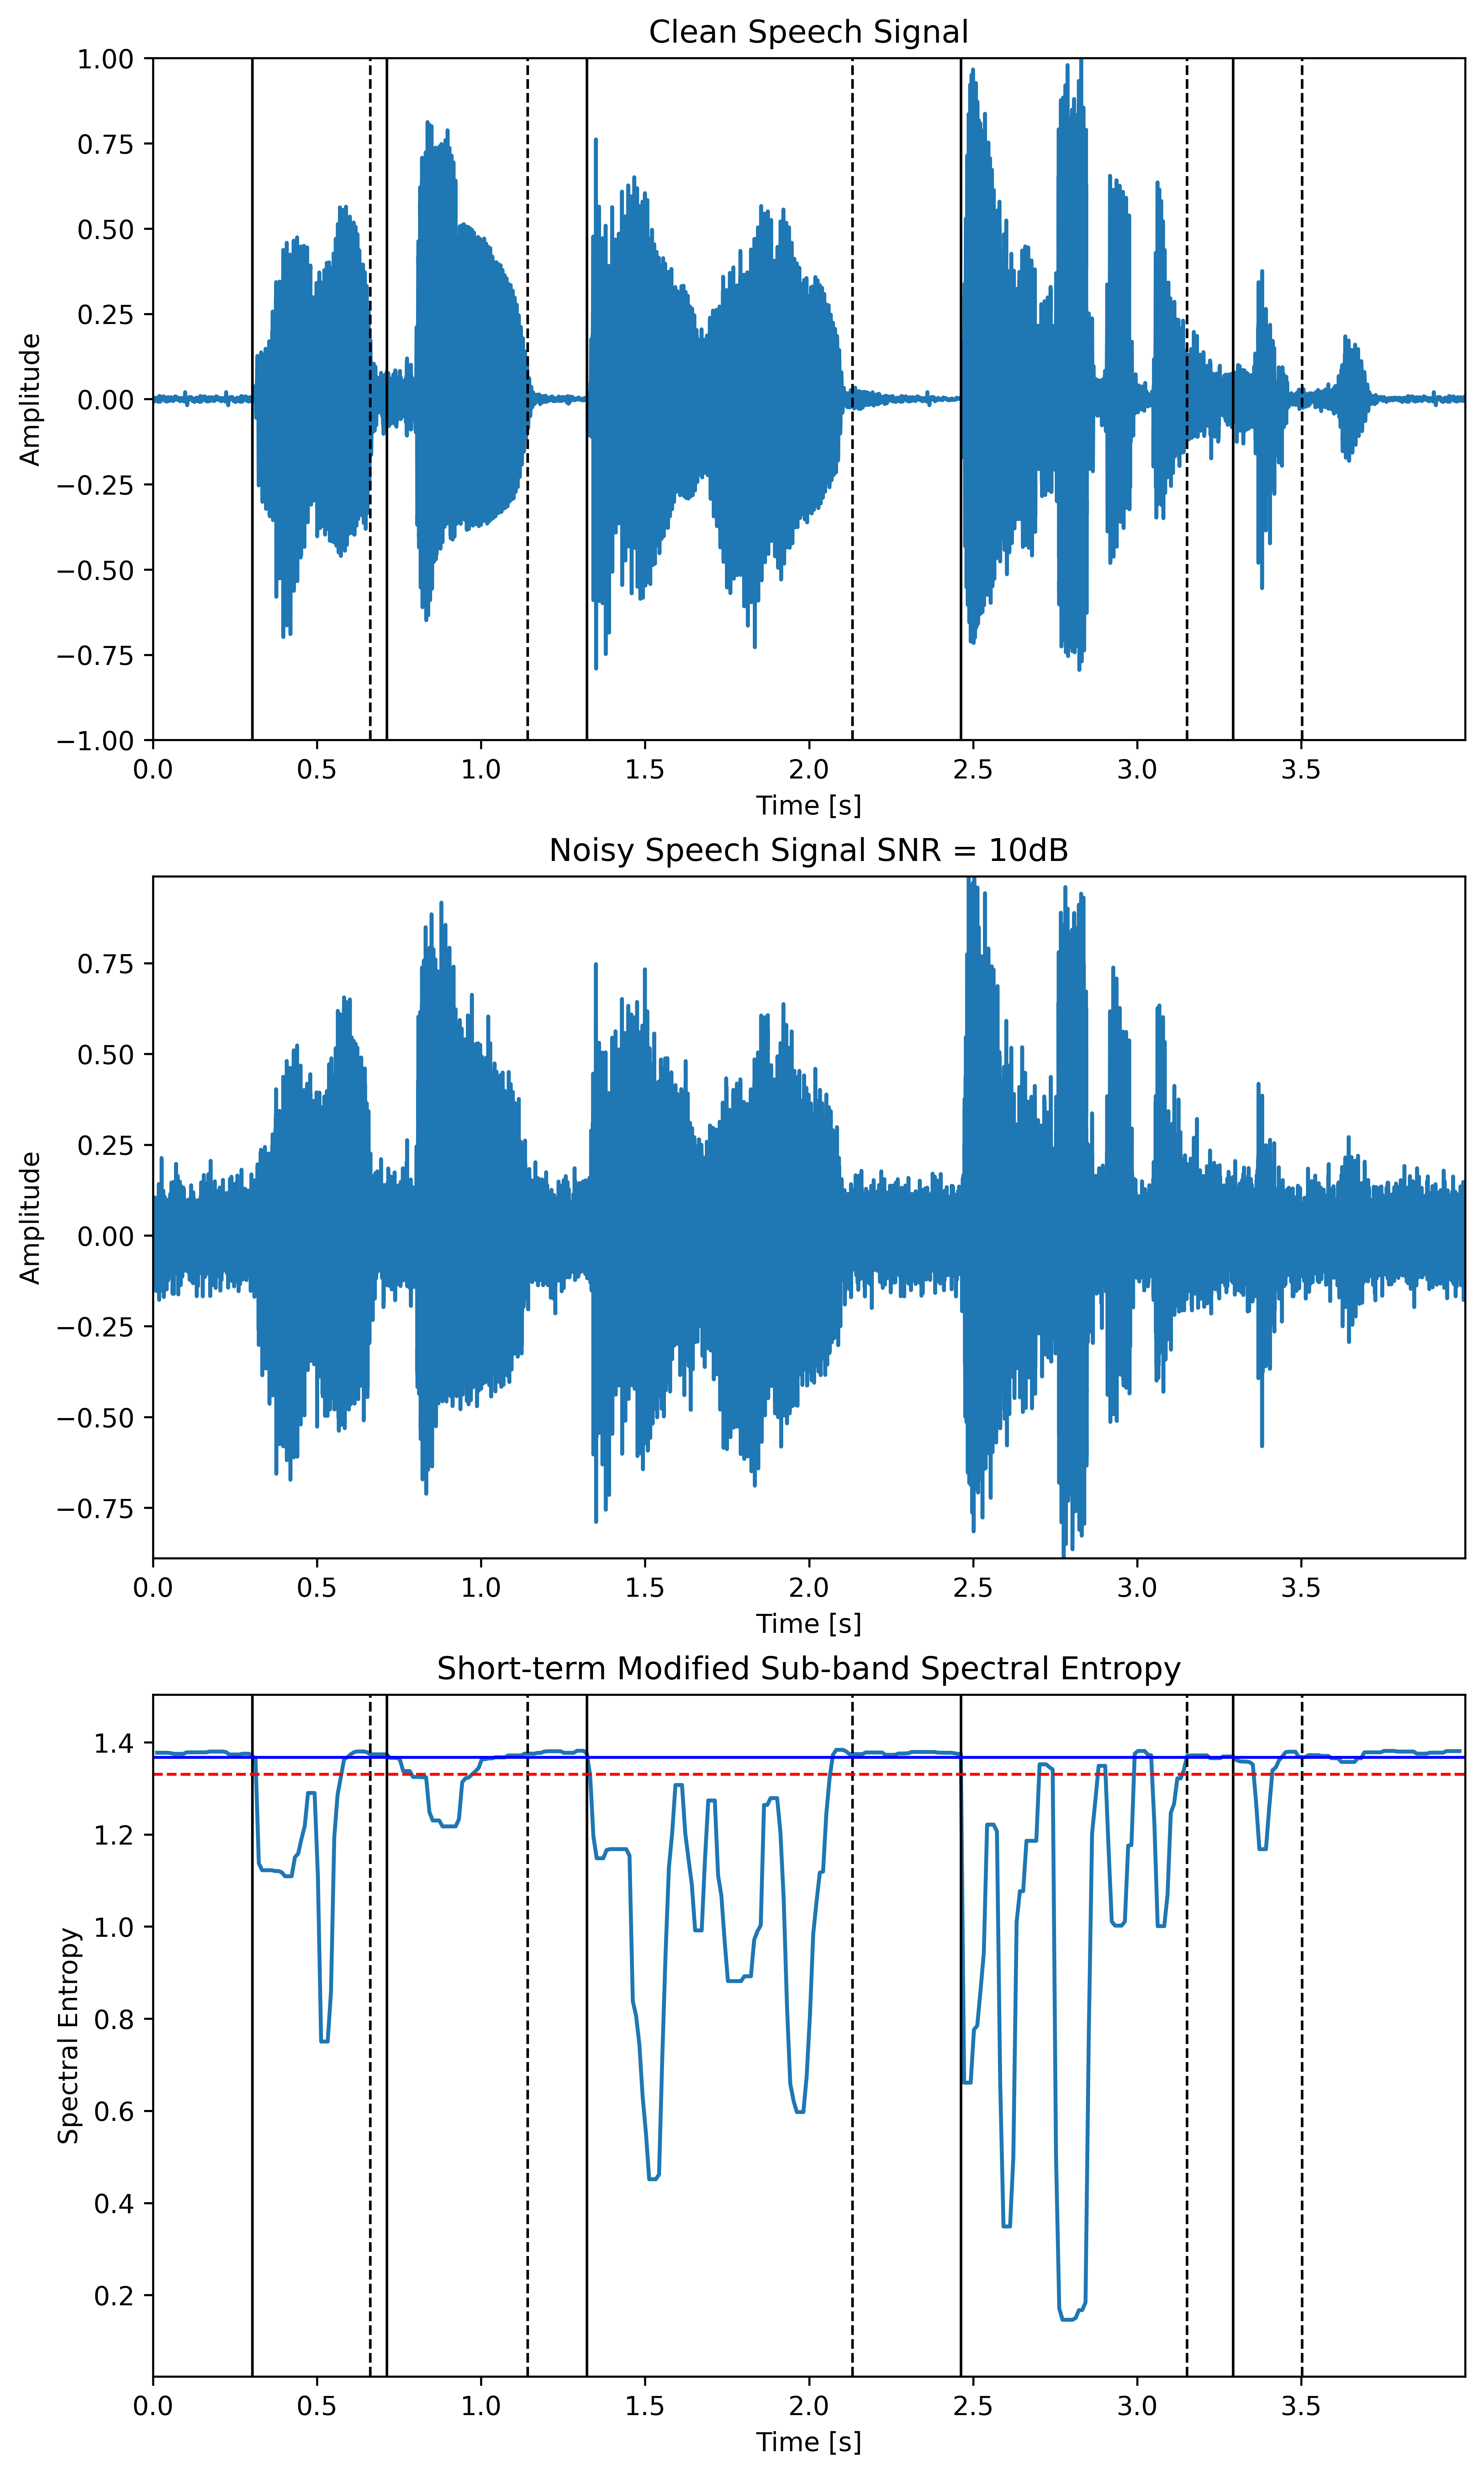 Clean Speech Signal
1.00
0.75
0.50
0.25
0.00
−0.25
−0.50
−0.75
−1.00
Amplitude
0.0 0.5 1.0 1.5 2.0 2.5 3.0 3.5
Time [s]
Noisy Speech Signal SNR = 10dB
0.75
0.50
0.25
0.00
−0.25
−0.50
−0.75
Amplitude
0.0 0.5 1.0 1.5 2.0 2.5 3.0 3.5
Time [s]
Short-term Modified Sub-band Spectral Entropy
1.4
1.2
1.0
0.8
0.6
0.4
0.2
Spectral Entropy
0.0 0.5 1.0 1.5 2.0 2.5 3.0 3.5
Time [s]